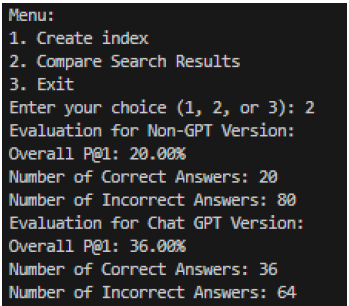 Menu:
1. Create index
2. Compare Search Results
3. Exit
Enter your choice (1, 2, or 3): 2
Evaluation for Non-GPT Version:
Overall P@1: 20.00%
Number of Correct Answers: 20
Number of Incorrect Answers: 80
Evaluation for Chat GPT Version:
Overall P@1: 36.00%
Number of Correct Answers: 36
Number of Incorrect Answers: 64